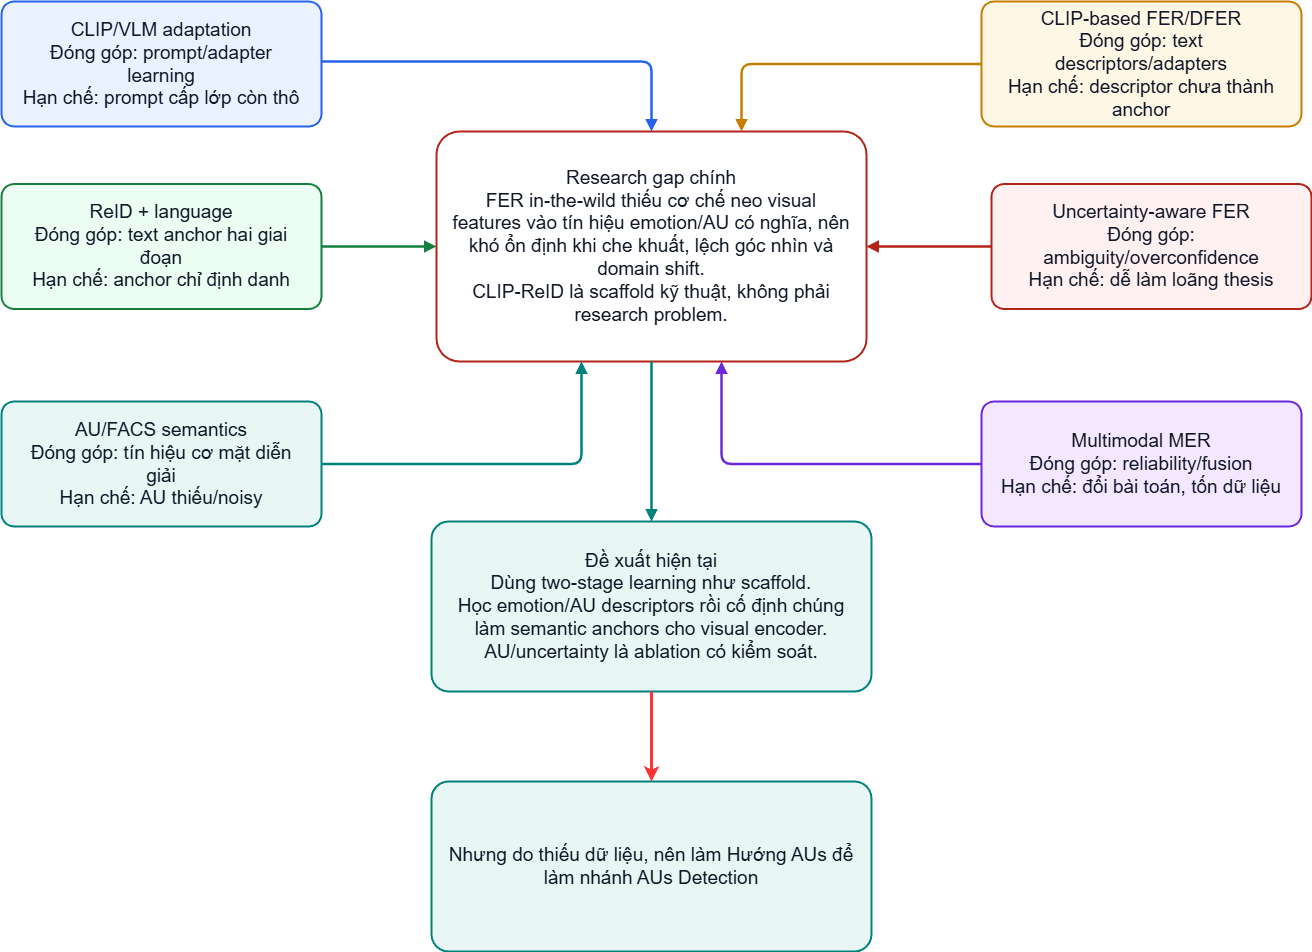 CLIP/VLM adaptation
Đóng góp: prompt/adapter
learning
Hạn chế: prompt cấp lớp còn thô
CLIP-based FER/DFER
Đóng góp: text
descriptors/adapters
Hạn chế: descriptor chưa thành
anchor
ReID + language
Đóng góp: text anchor hai giai
đoạn
Hạn chế: anchor chỉ định danh
Research gap chính
FER in-the-wild thiếu cơ chế neo visual
features vào tín hiệu emotion/AU có nghĩa, nên
khó ổn định khi che khuất, lệch góc nhìn và
domain shift.
CLIP-ReID là scaffold kỹ thuật, không phải
research problem.
Uncertainty-aware FER
Đóng góp:
ambiguity/overconfidence
Hạn chế: dễ làm loãng thesis
AU/FACS semantics
Đóng góp: tín hiệu cơ mặt diễn
giải
Hạn chế: AU thiếu/noisy
Multimodal MER
Đóng góp: reliability/fusion
Hạn chế: đổi bài toán, tốn dữ liệu
Đề xuất hiện tại
Dùng two-stage learning như scaffold.
Học emotion/AU descriptors rồi cố định chúng
làm semantic anchors cho visual encoder.
AU/uncertainty là ablation có kiểm soát.
Nhưng do thiếu dữ liệu, nên làm Hướng AUs để
làm nhánh AUs Detection